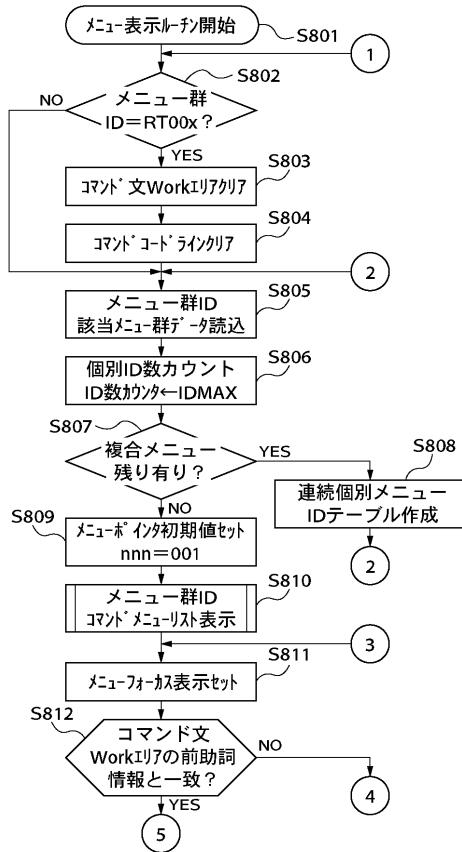 メニュー表示ルーチン開始
S801
1
S802
NO
メニュー群
ID=RT00x?
YES
S803
コマンド文Workエリアクリア
S804
コマンドコードラインクリア
2
S805
メニュー群ID
該当メニュー群データ読込
S806
個別ID数カウント
ID数カウンタ←IDMAX
S807
複合メニュー
残り有り?
YES
S808
連続個別メニュー
IDテーブル作成
2
NO
S809
メニューポインタ初期値セット
nnn=001
S810
メニュー群ID
コマンドメニューリスト表示
3
S811
メニューフォーカス表示セット
S812
コマンド文
Workエリアの前助詞
情報と一致?
NO
4
YES
5